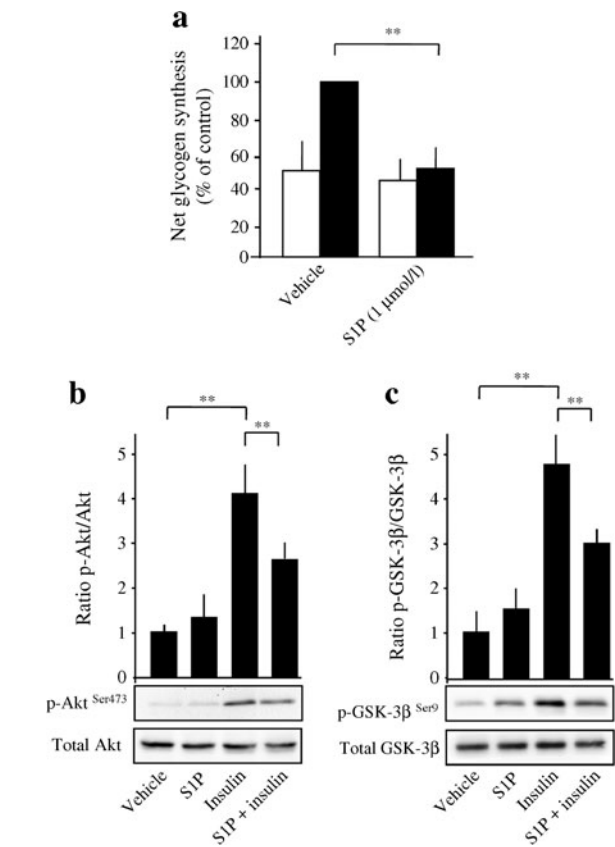 a
**
Net glycogen synthesis
(% of control)
120
100
80
60
40
20
0
Vehicle
S1P (1 μmol/l)
b
**
**
Ratio p-Akt/Akt
5
4
3
2
1
0
p-Akt Ser473
Total Akt
Vehicle
S1P
Insulin
S1P + insulin
c
**
**
Ratio p-GSK-3β/GSK-3β
5
4
3
2
1
0
p-GSK-3β Ser9
Total GSK-3β
Vehicle
S1P
Insulin
S1P + insulin